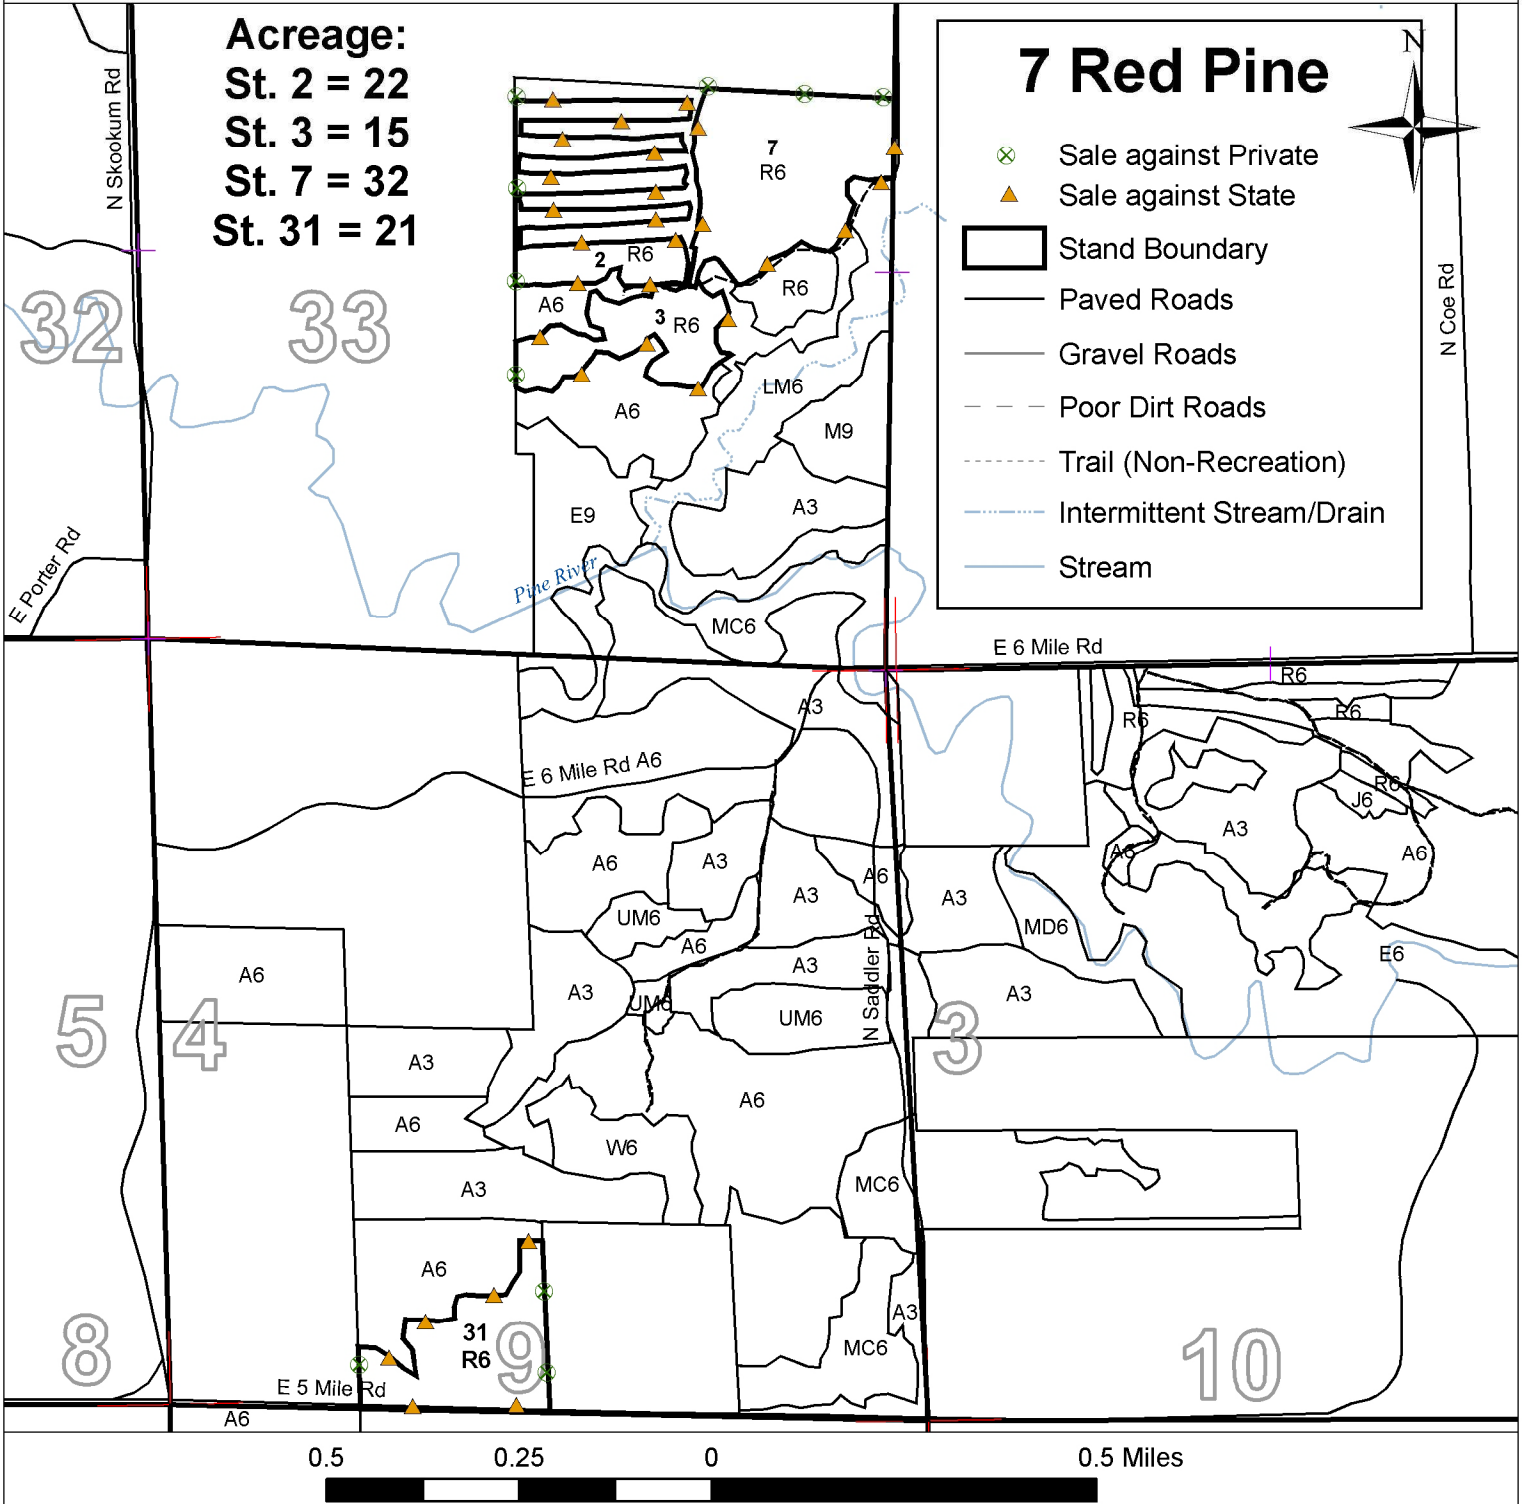 Acreage:
St. 2 = 22
St. 3 = 15
St. 7 = 32
St. 31 = 21
7 Red Pine
N
Sale against Private
Sale against State
Stand Boundary
Paved Roads
Gravel Roads
Poor Dirt Roads
Trail (Non-Recreation)
Intermittent Stream/Drain
Stream
N Skookum Rd
N Coe Rd
7
R6
R6
2
R6
A6
3
R6
32
33
LM6
A6
M9
A3
E9
E Porter Rd
Pine River
MC6
E 6 Mile Rd
R6
A3
R6
R6
E 6 Mile Rd
A6
R6
J6
A3
A6
A6
A6
A3
A6
A3
A3
UM6
MD6
A6
E6
A3
A6
A3
UM6
A3
UM6
N Saddler Rd
5
4
3
A3
A6
A6
W6
A3
MC6
A6
31
R6
9
A3
MC6
8
10
E 5 Mile Rd
A6
0.5
0.25
0
0.5 Miles